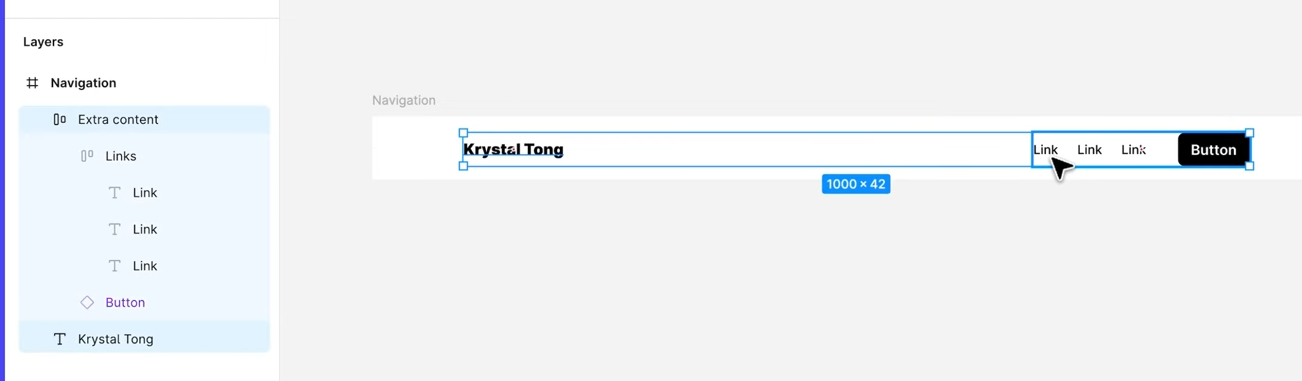 Layers
Navigation
Extra content
Links
Link
Link
Link
Button
Krystal Tong
Navigation
Krystal Tong Link Link Link Button
1000 × 42